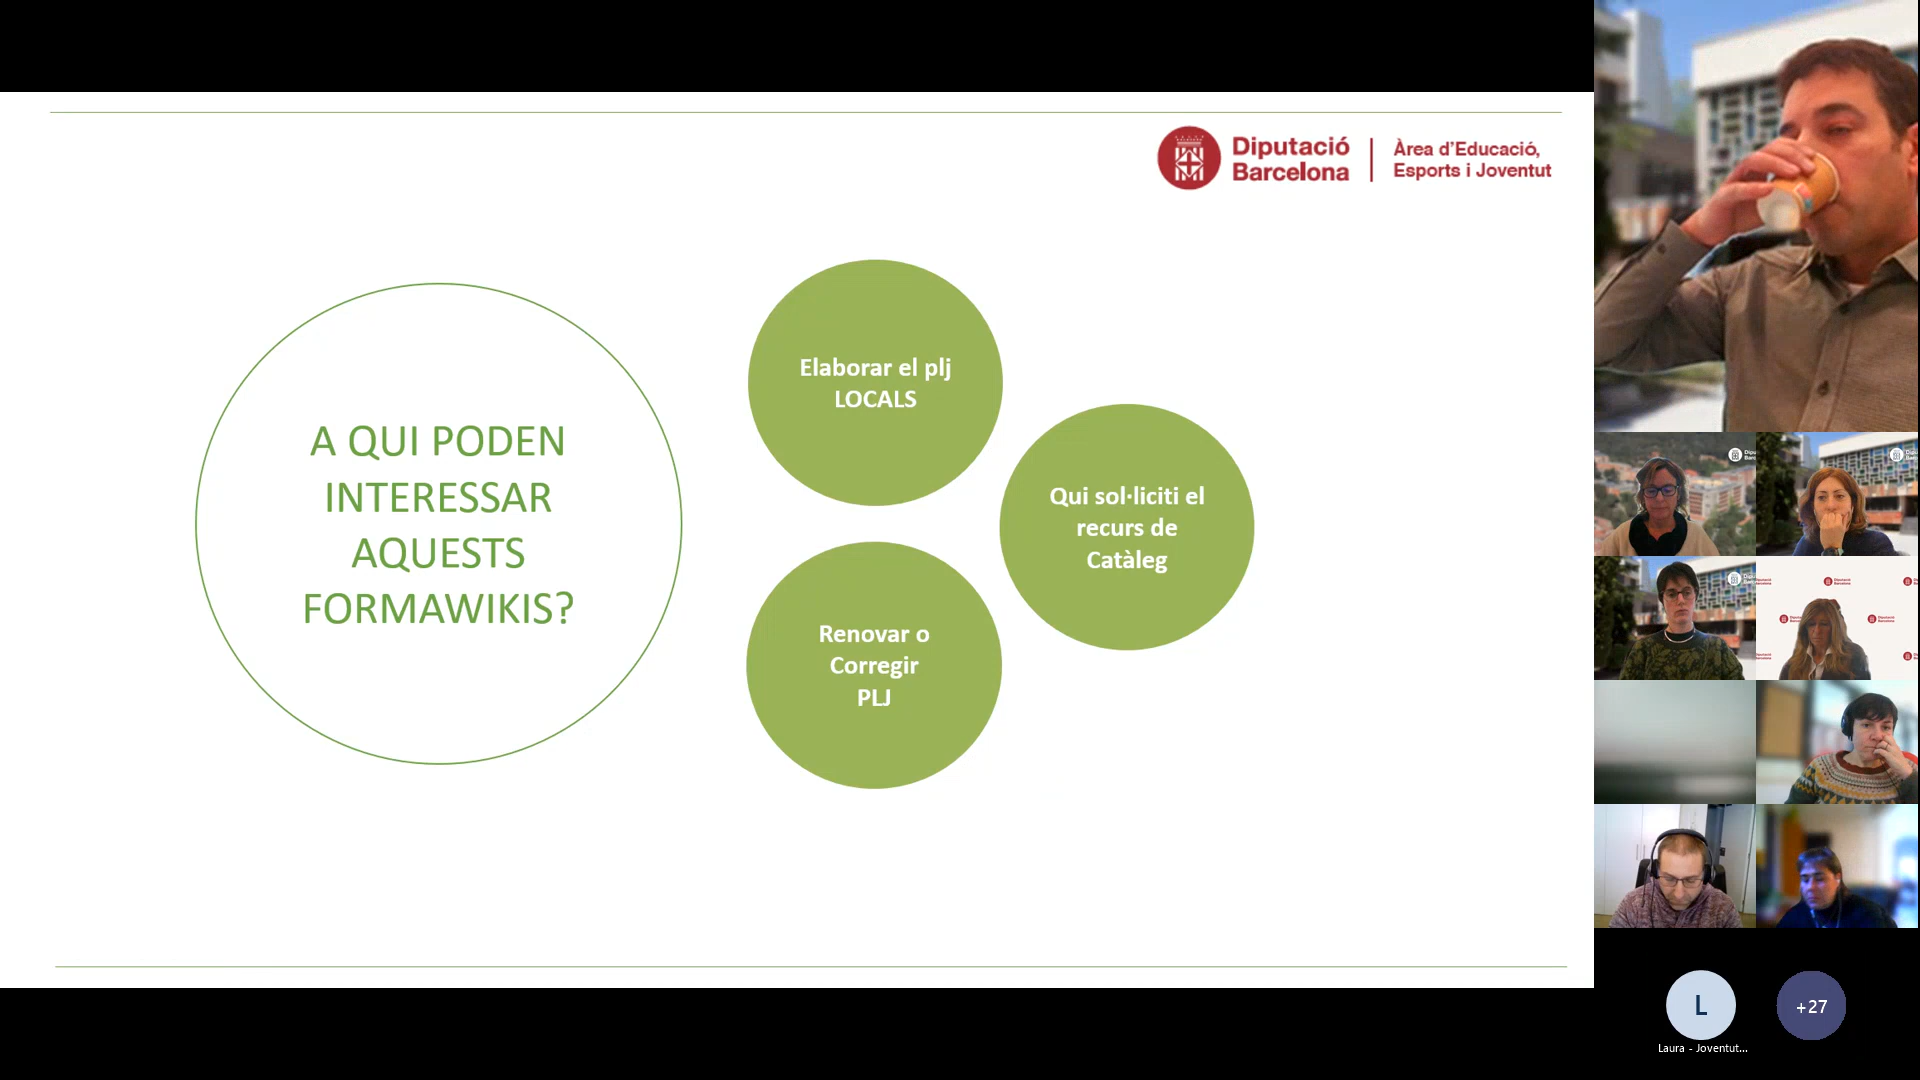 Diputació
Barcelona
Àrea d'Educació,
Esports i Joventut
A QUI PODEN
INTERESSAR
AQUESTS
FORMAWIKIS?
Elaborar el plj
LOCALS
Qui sol·liciti el
recurs de
Catàleg
Renovar o
Corregir
PLJ
L
+27
Laura - Joventut...